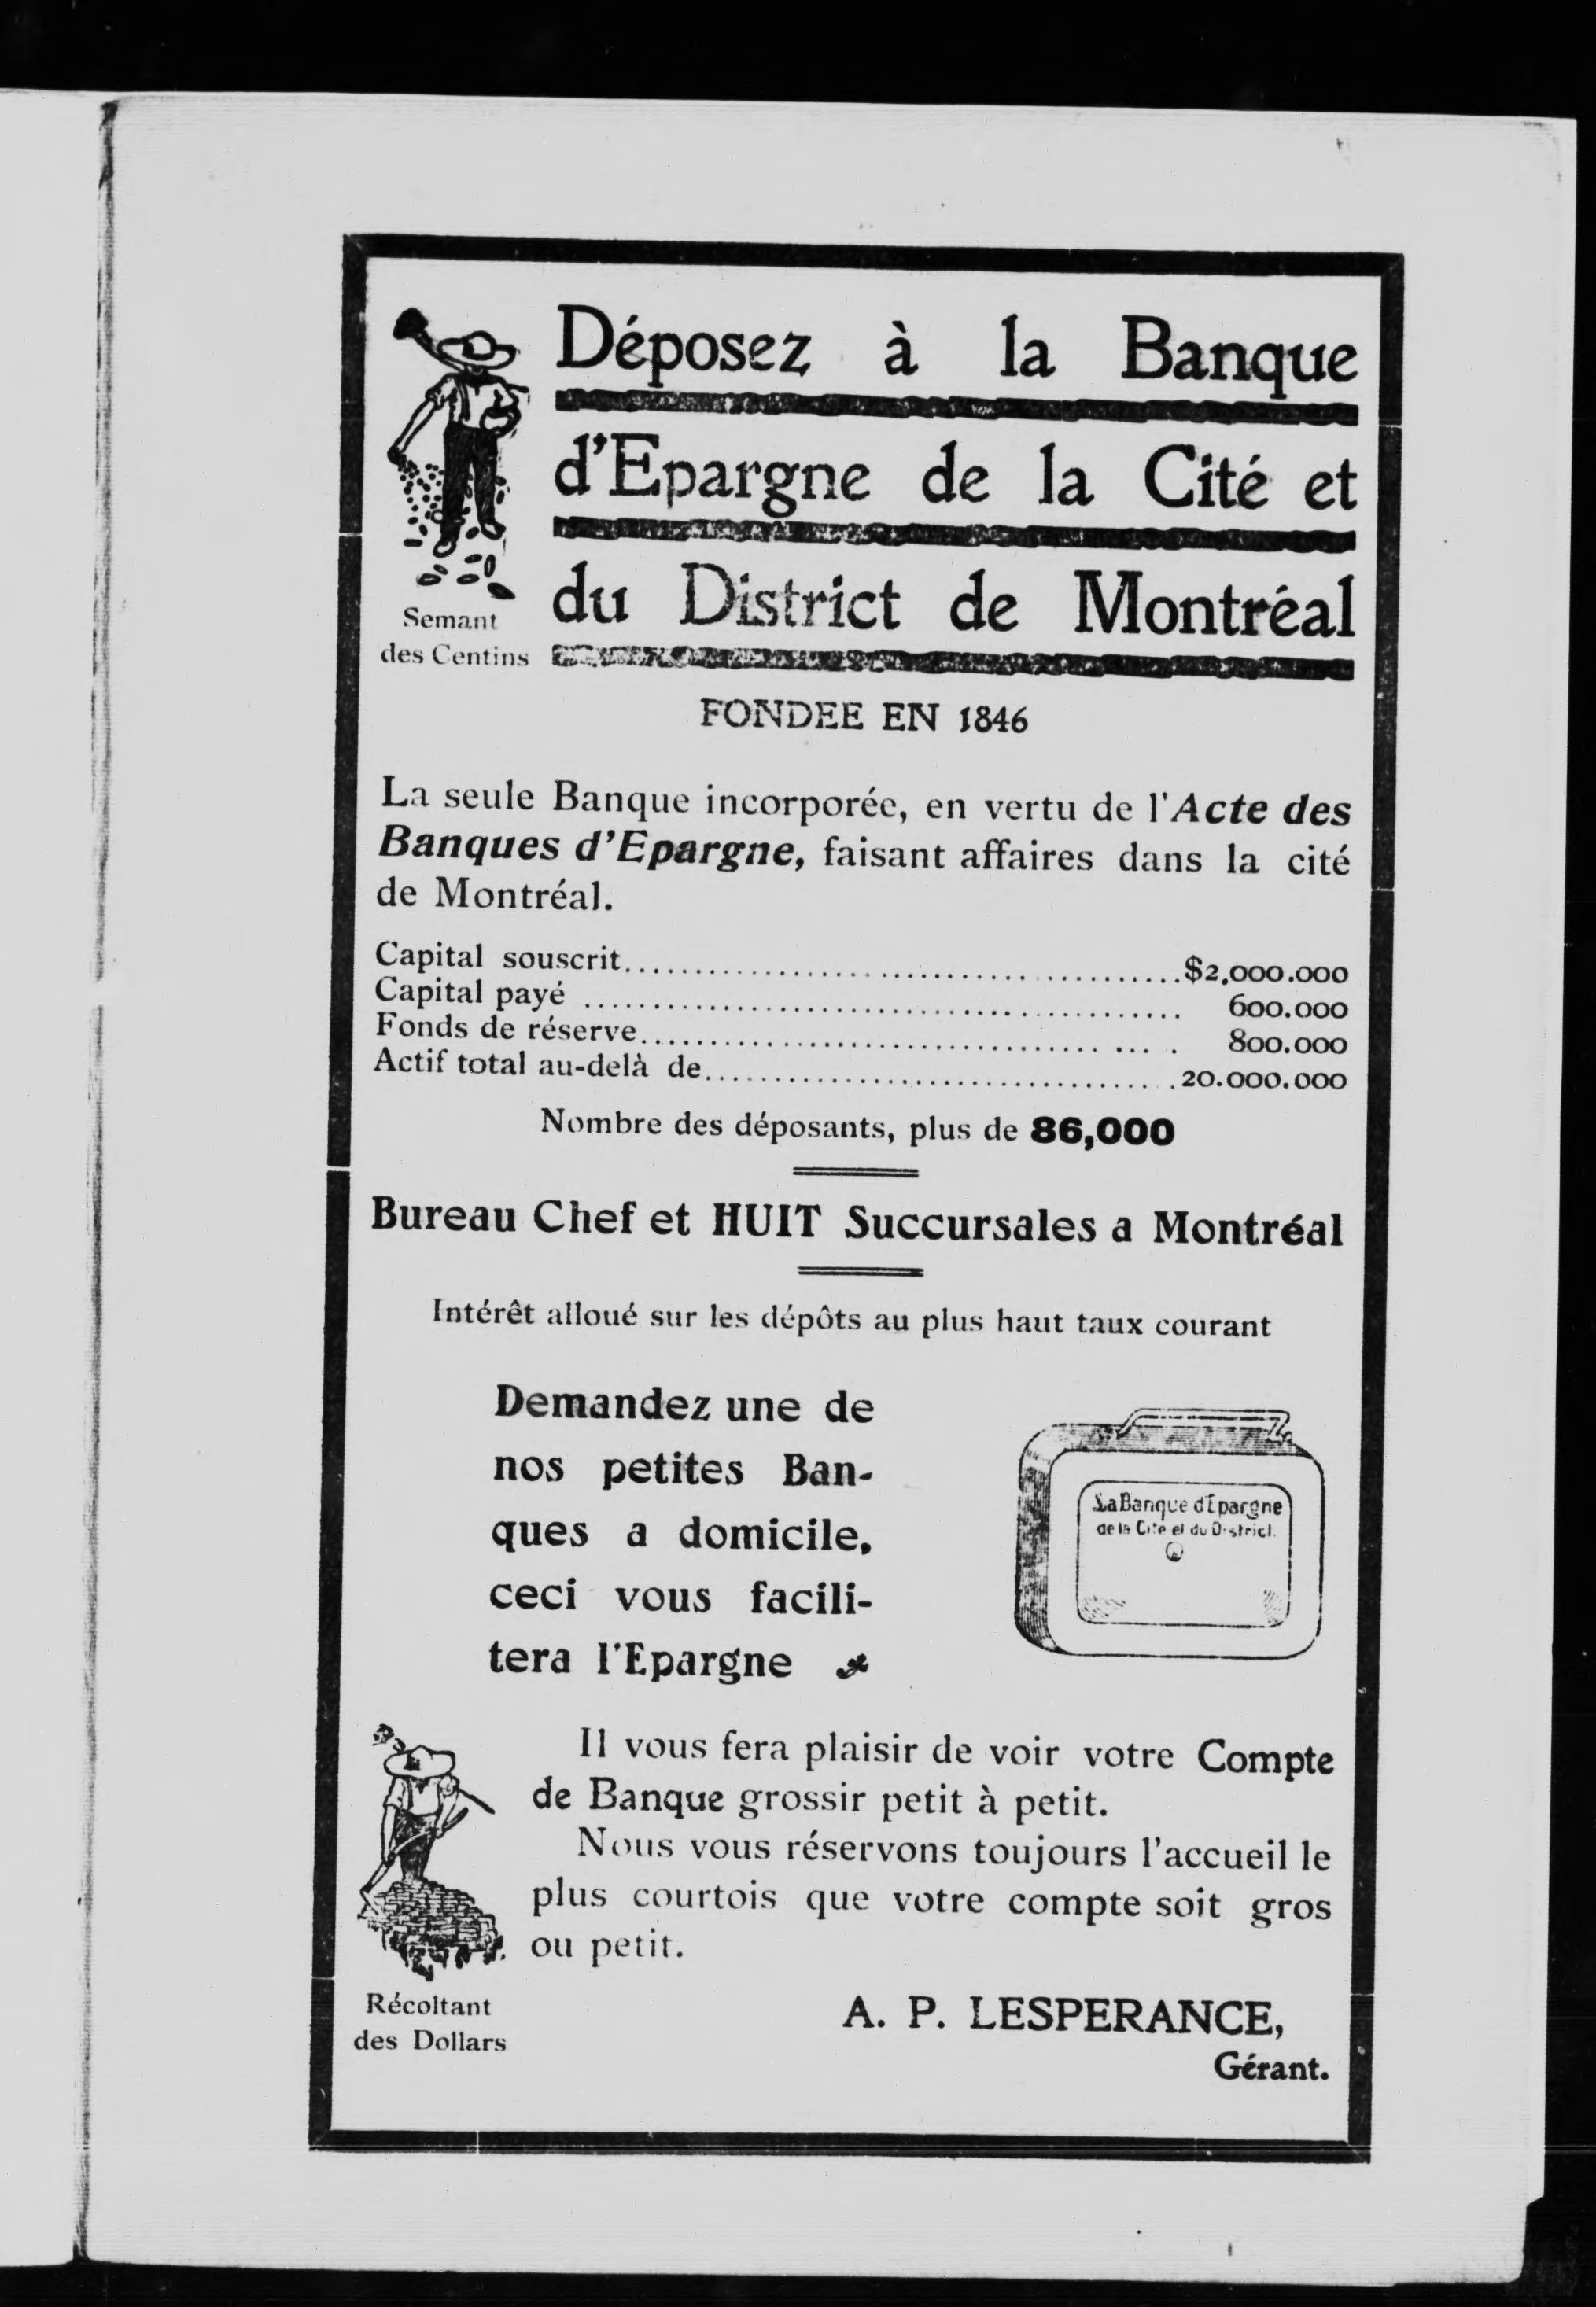 Déposez à la Banque
d'Epargne de la Cité et
du District de Montréal
Semant
des Centins
FONDEE EN 1846
La seule Banque incorporée, en vertu de l'Acte des
Banques d'Epargne, faisant affaires dans la cité
de Montréal.
Capital souscrit.......................................................$2,000.000
Capital payé ....................................................... 600.000
Fonds de réserve....................................................... 800.000
Actif total au-delà de.................................................20.000.000
Nombre des déposants, plus de 86,000
Bureau Chef et HUIT Succursales a Montréal
Intérêt alloué sur les dépôts au plus haut taux courant
Demandez une de
nos petites Ban-
ques a domicile,
ceci vous facili-
tera l'Epargne
La Banque d'Epargne
de la Cité et du District.
Il vous fera plaisir de voir votre Compte
de Banque grossir petit à petit.
Nous vous réservons toujours l'accueil le
plus courtois que votre compte soit gros
ou petit.
Récoltant
des Dollars
A. P. LESPERANCE,
Gérant.